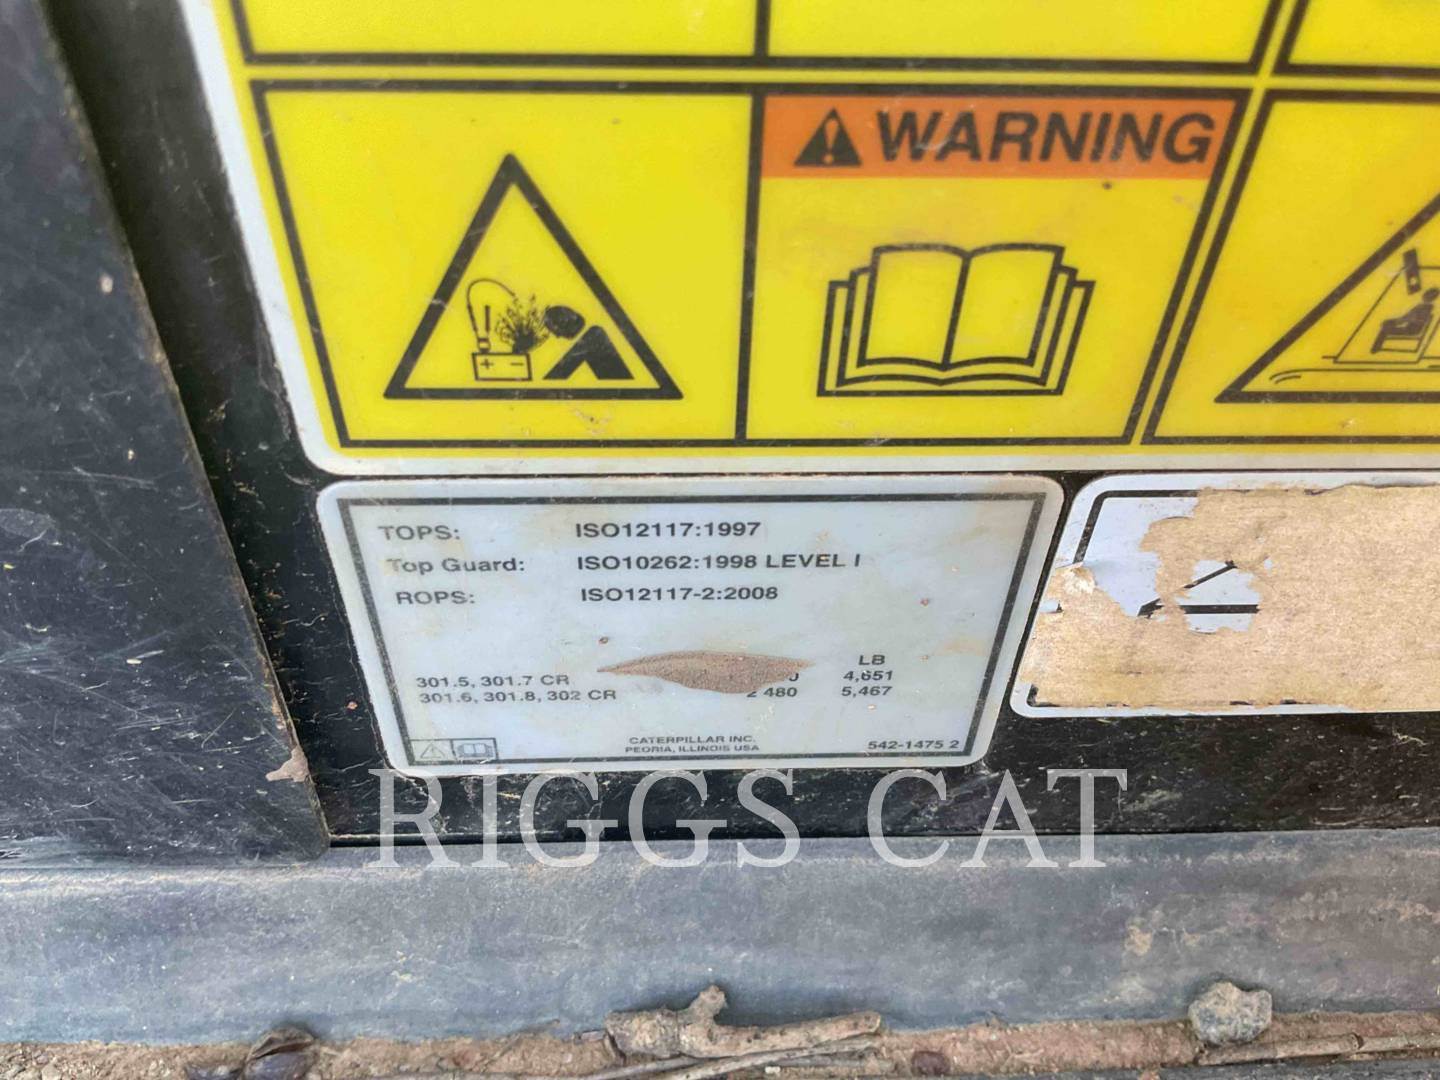 WARNING
TOPS: ISO12117:1997
Top Guard: ISO10262:1998 LEVEL I
ROPS: ISO12117-2:2008
LB
301.5, 301.7 CR 4,651
301.6, 301.8, 302 CR 2 480 5,467
CATERPILLAR INC.
PEORIA, ILLINOIS USA
542-1475 2
RIGGS CAT